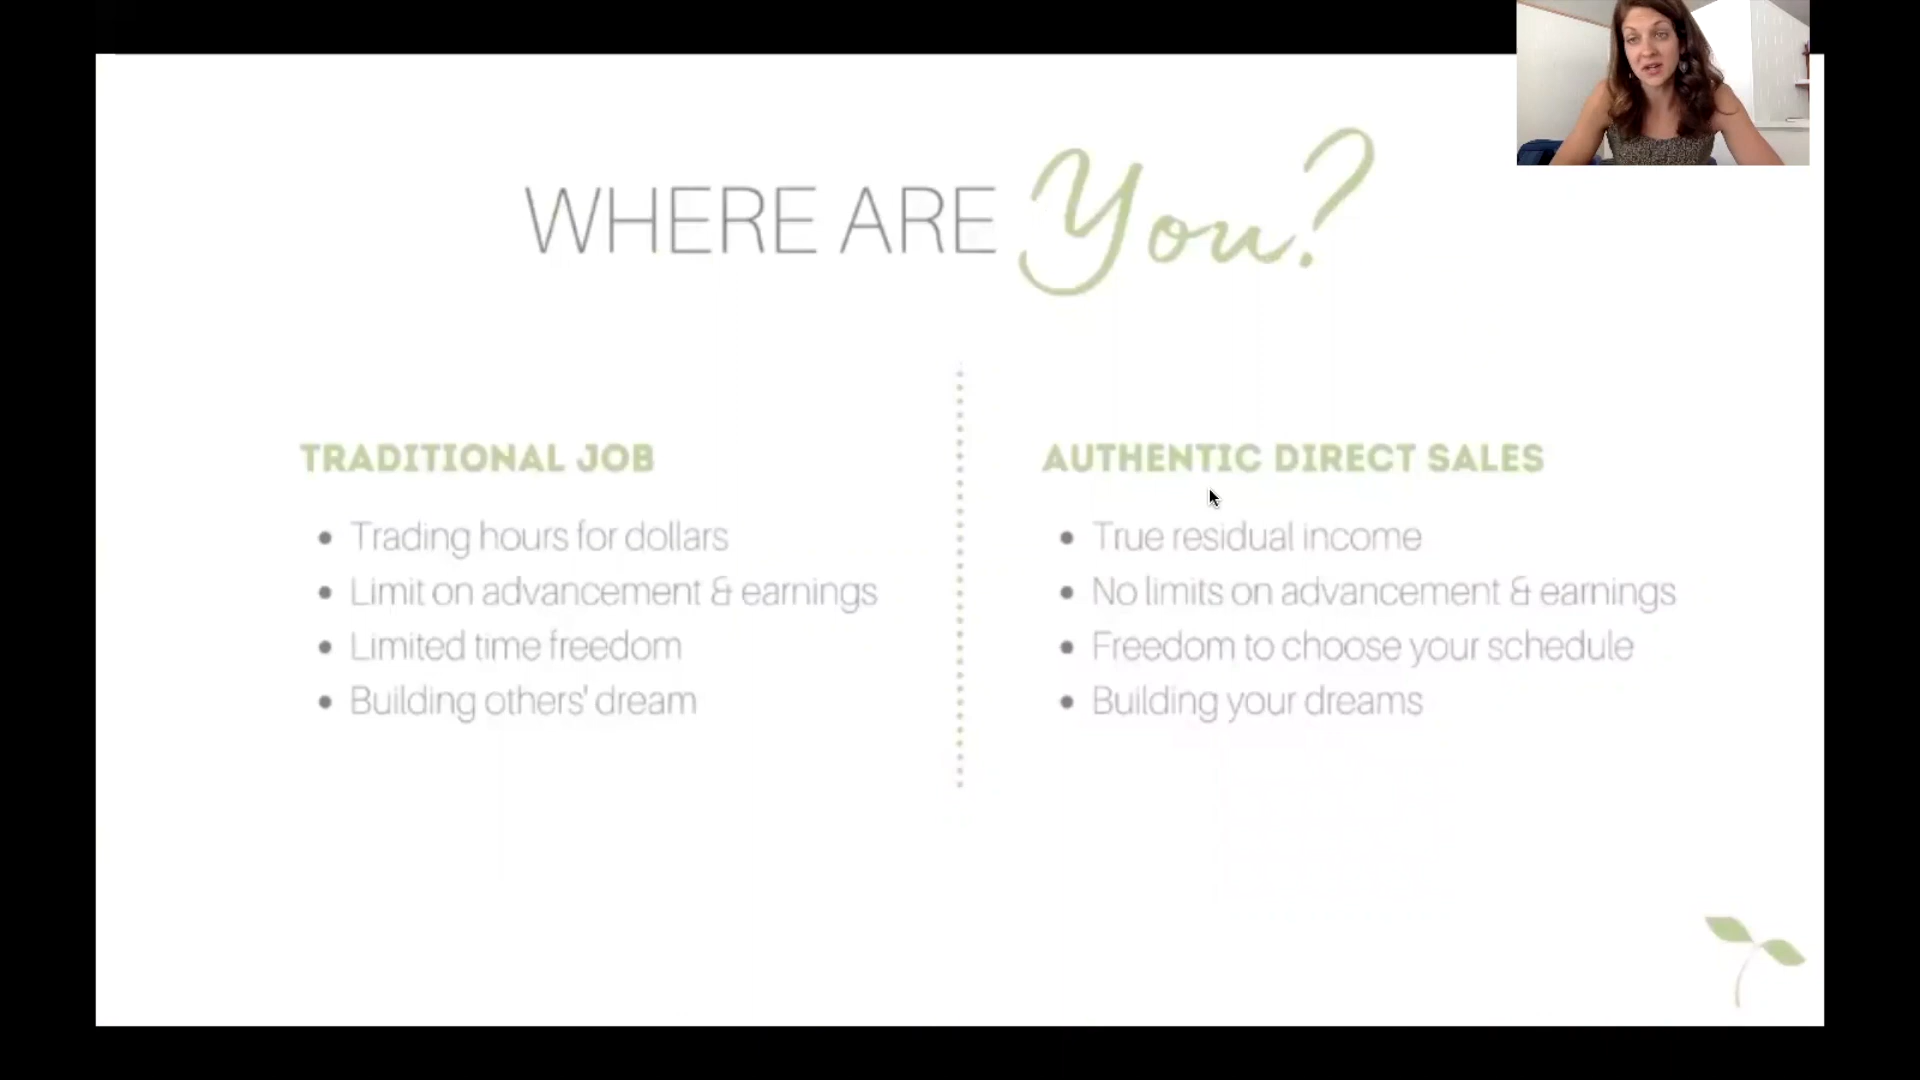 WHERE ARE You?
TRADITIONAL JOB
Trading hours for dollars
Limit on advancement & earnings
Limited time freedom
Building others' dream
AUTHENTIC DIRECT SALES
True residual income
No limits on advancement & earnings
Freedom to choose your schedule
Building your dreams